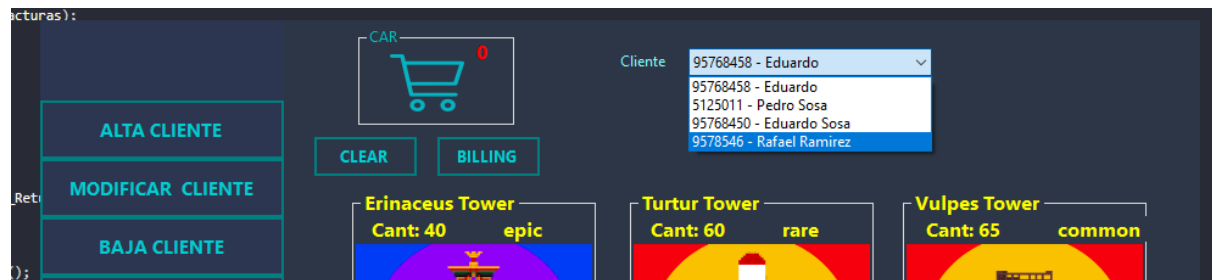 acturas):
CAR
0
Cliente
95768458 - Eduardo
95768458 - Eduardo
5125011 - Pedro Sosa
95768450 - Eduardo Sosa
9578546 - Rafael Ramirez
ALTA CLIENTE
CLEAR
BILLING
_Retu
MODIFICAR CLIENTE
Erinaceus Tower
Turtur Tower
Vulpes Tower
Cant: 40 epic
Cant: 60 rare
Cant: 65 common
BAJA CLIENTE
();